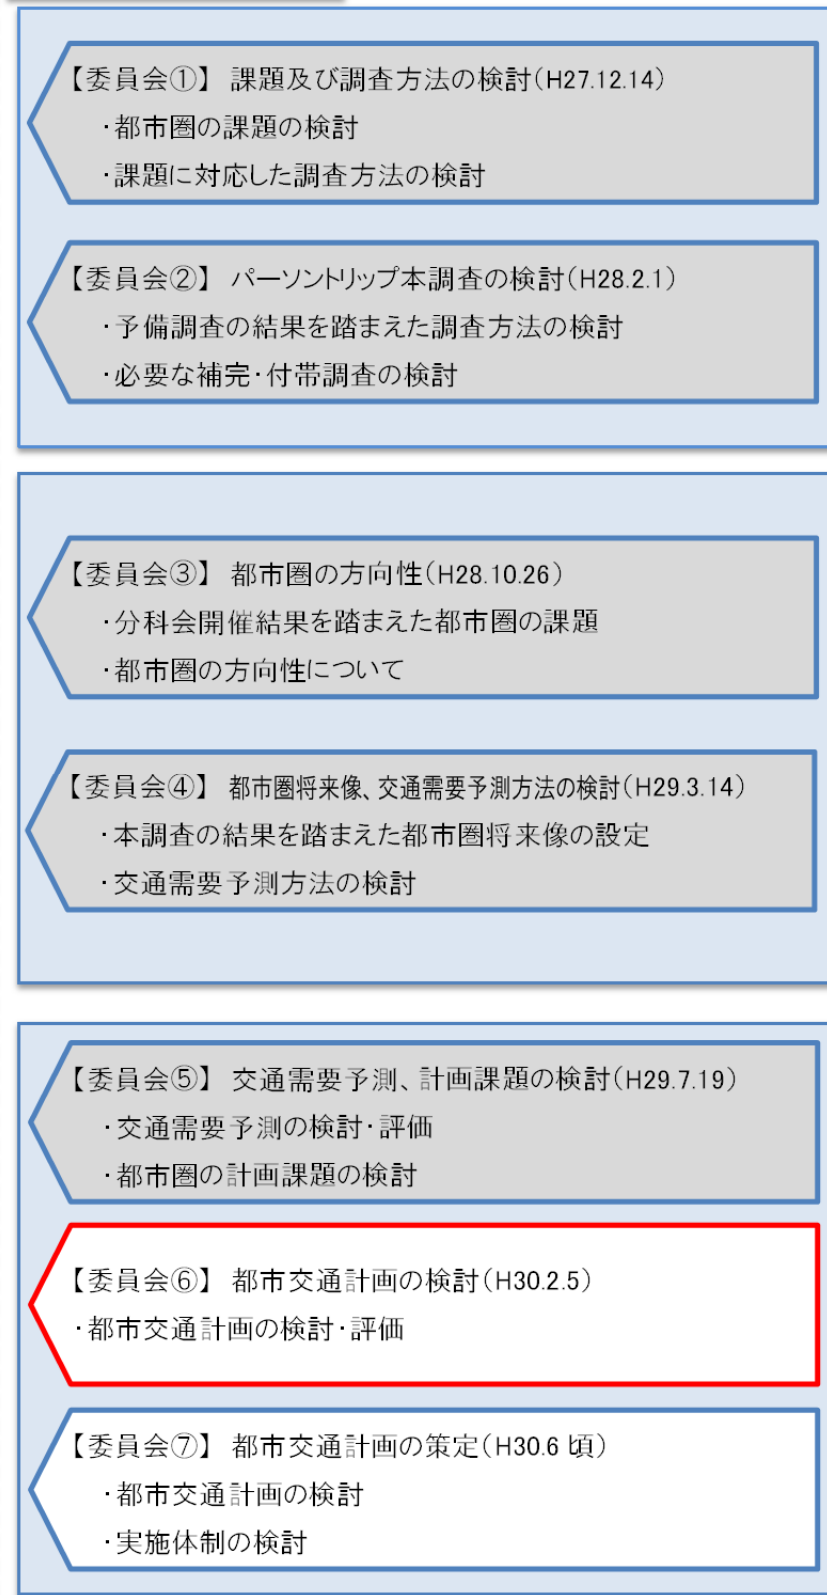 【委員会①】 課題及び調査方法の検討(H27.12.14)
・都市圏の課題の検討
・課題に対応した調査方法の検討
【委員会②】 パーソントリップ本調査の検討(H28.2.1)
・予備調査の結果を踏まえた調査方法の検討
・必要な補完・付帯調査の検討
【委員会③】 都市圏の方向性(H28.10.26)
・分科会開催結果を踏まえた都市圏の課題
・都市圏の方向性について
【委員会④】 都市圏将来像、交通需要予測方法の検討(H29.3.14)
・本調査の結果を踏まえた都市圏将来像の設定
・交通需要予測方法の検討
【委員会⑤】 交通需要予測、計画課題の検討(H29.7.19)
・交通需要予測の検討・評価
・都市圏の計画課題の検討
【委員会⑥】 都市交通計画の検討(H30.2.5)
・都市交通計画の検討・評価
【委員会⑦】 都市交通計画の策定(H30.6 頃)
・都市交通計画の検討
・実施体制の検討